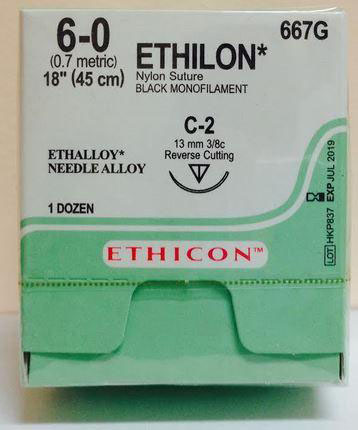 6-0
(0.7 metric)
18" (45 cm)
ETHILON*
Nylon Suture
BLACK MONOFILAMENT
667G
C-2
13 mm 3/8c
Reverse Cutting
ETHALLOY*
NEEDLE ALLOY
1 DOZEN
EXP JUL 2019
LOT HKP837
ETHICON™